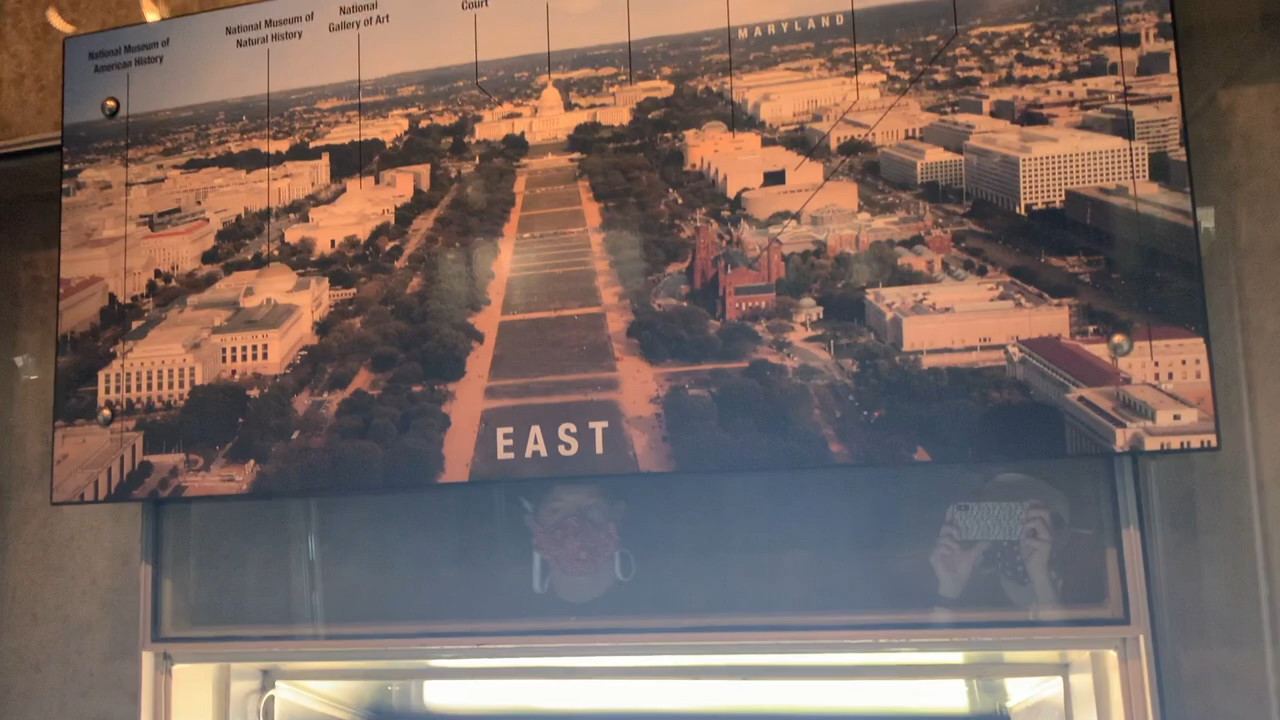 National Museum of
American History
National Museum of
Natural History
National
Gallery of Art
Court
MARYLAND
EAST